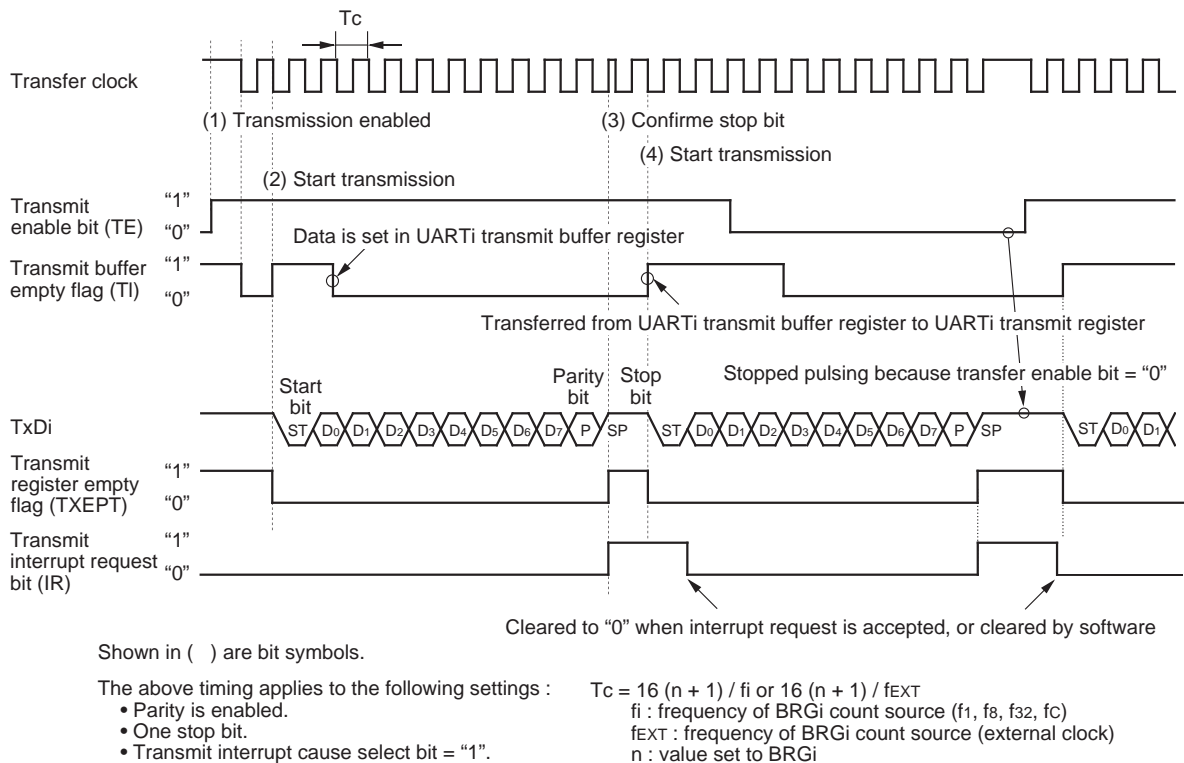 Tc
Transfer clock
(1) Transmission enabled
(3) Confirme stop bit
(4) Start transmission
(2) Start transmission
Transmit
enable bit (TE)
“1”
“0”
Data is set in UARTi transmit buffer register
Transmit buffer
empty flag (TI)
“1”
“0”
Transferred from UARTi transmit buffer register to UARTi transmit register
Start
bit
Parity
bit
Stop
bit
Stopped pulsing because transfer enable bit = “0”
TxDi
ST D0 D1 D2 D3 D4 D5 D6 D7 P SP ST D0 D1 D2 D3 D4 D5 D6 D7 P SP ST D0 D1
Transmit
register empty
flag (TXEPT)
“1”
“0”
Transmit
interrupt request
bit (IR)
“1”
“0”
Cleared to “0” when interrupt request is accepted, or cleared by software
Shown in ( ) are bit symbols.
The above timing applies to the following settings :
• Parity is enabled.
• One stop bit.
• Transmit interrupt cause select bit = “1”.
Tc = 16 (n + 1) / fi or 16 (n + 1) / fEXT
fi : frequency of BRGi count source (f1, f8, f32, fC)
fEXT : frequency of BRGi count source (external clock)
n : value set to BRGi